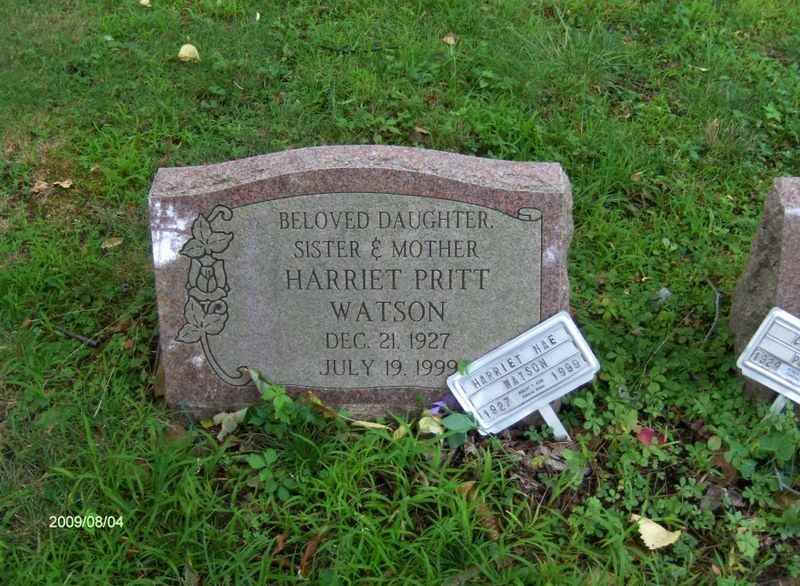 BELOVED DAUGHTER,
SISTER & MOTHER
HARRIET PRITT
WATSON
DEC. 21, 1927
JULY 19, 1999
HARRIET MAE
WATSON
1927 1999
1929
2009/08/04